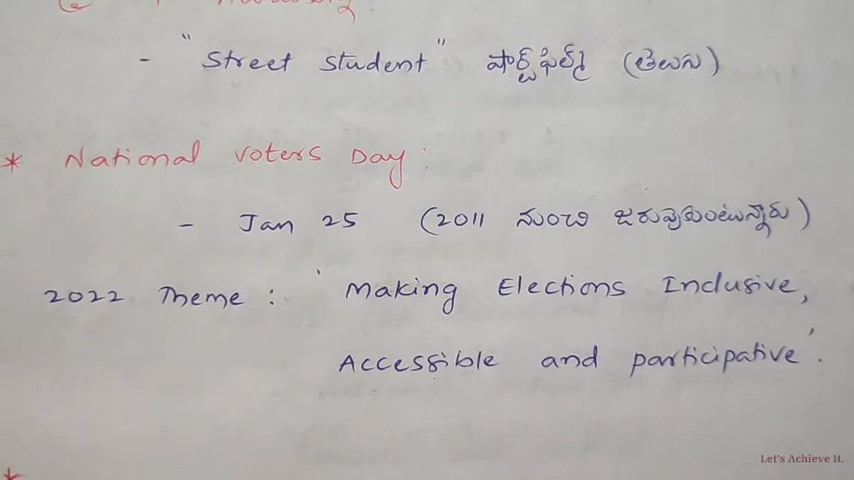 - "Street Student" షార్ట్ ఫిల్మ్ (తెలుగు)
* National Voters Day :
- Jan 25 (2011 నుంచి జరుపుకుంటున్నారు)
2022 Theme : 'Making Elections Inclusive,
Accessible and participative'.
*
Let's Achieve It.